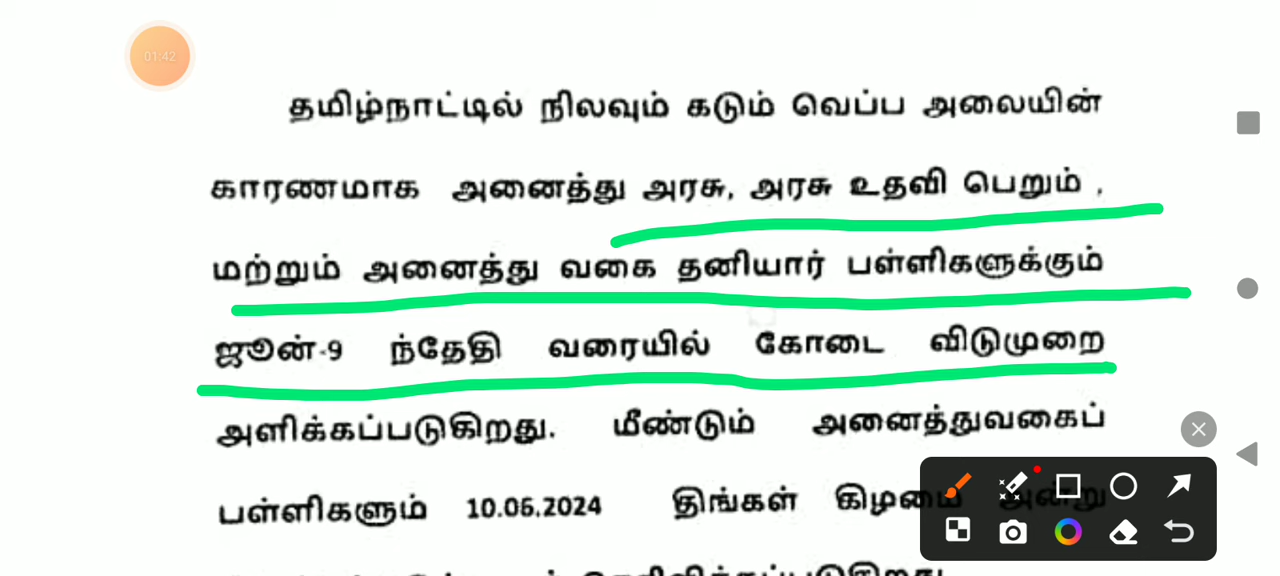 01:42
தமிழ்நாட்டில் நிலவும் கடும் வெப்ப அலையின்
காரணமாக அனைத்து அரசு, அரசு உதவி பெறும் ,
மற்றும் அனைத்து வகை தனியார் பள்ளிகளுக்கும்
ஜூன்-9 ந்தேதி வரையில் கோடை விடுமுறை
அளிக்கப்படுகிறது. மீண்டும் அனைத்துவகைப்
பள்ளிகளும் 10.06.2024 திங்கள் கிழமை அன்று